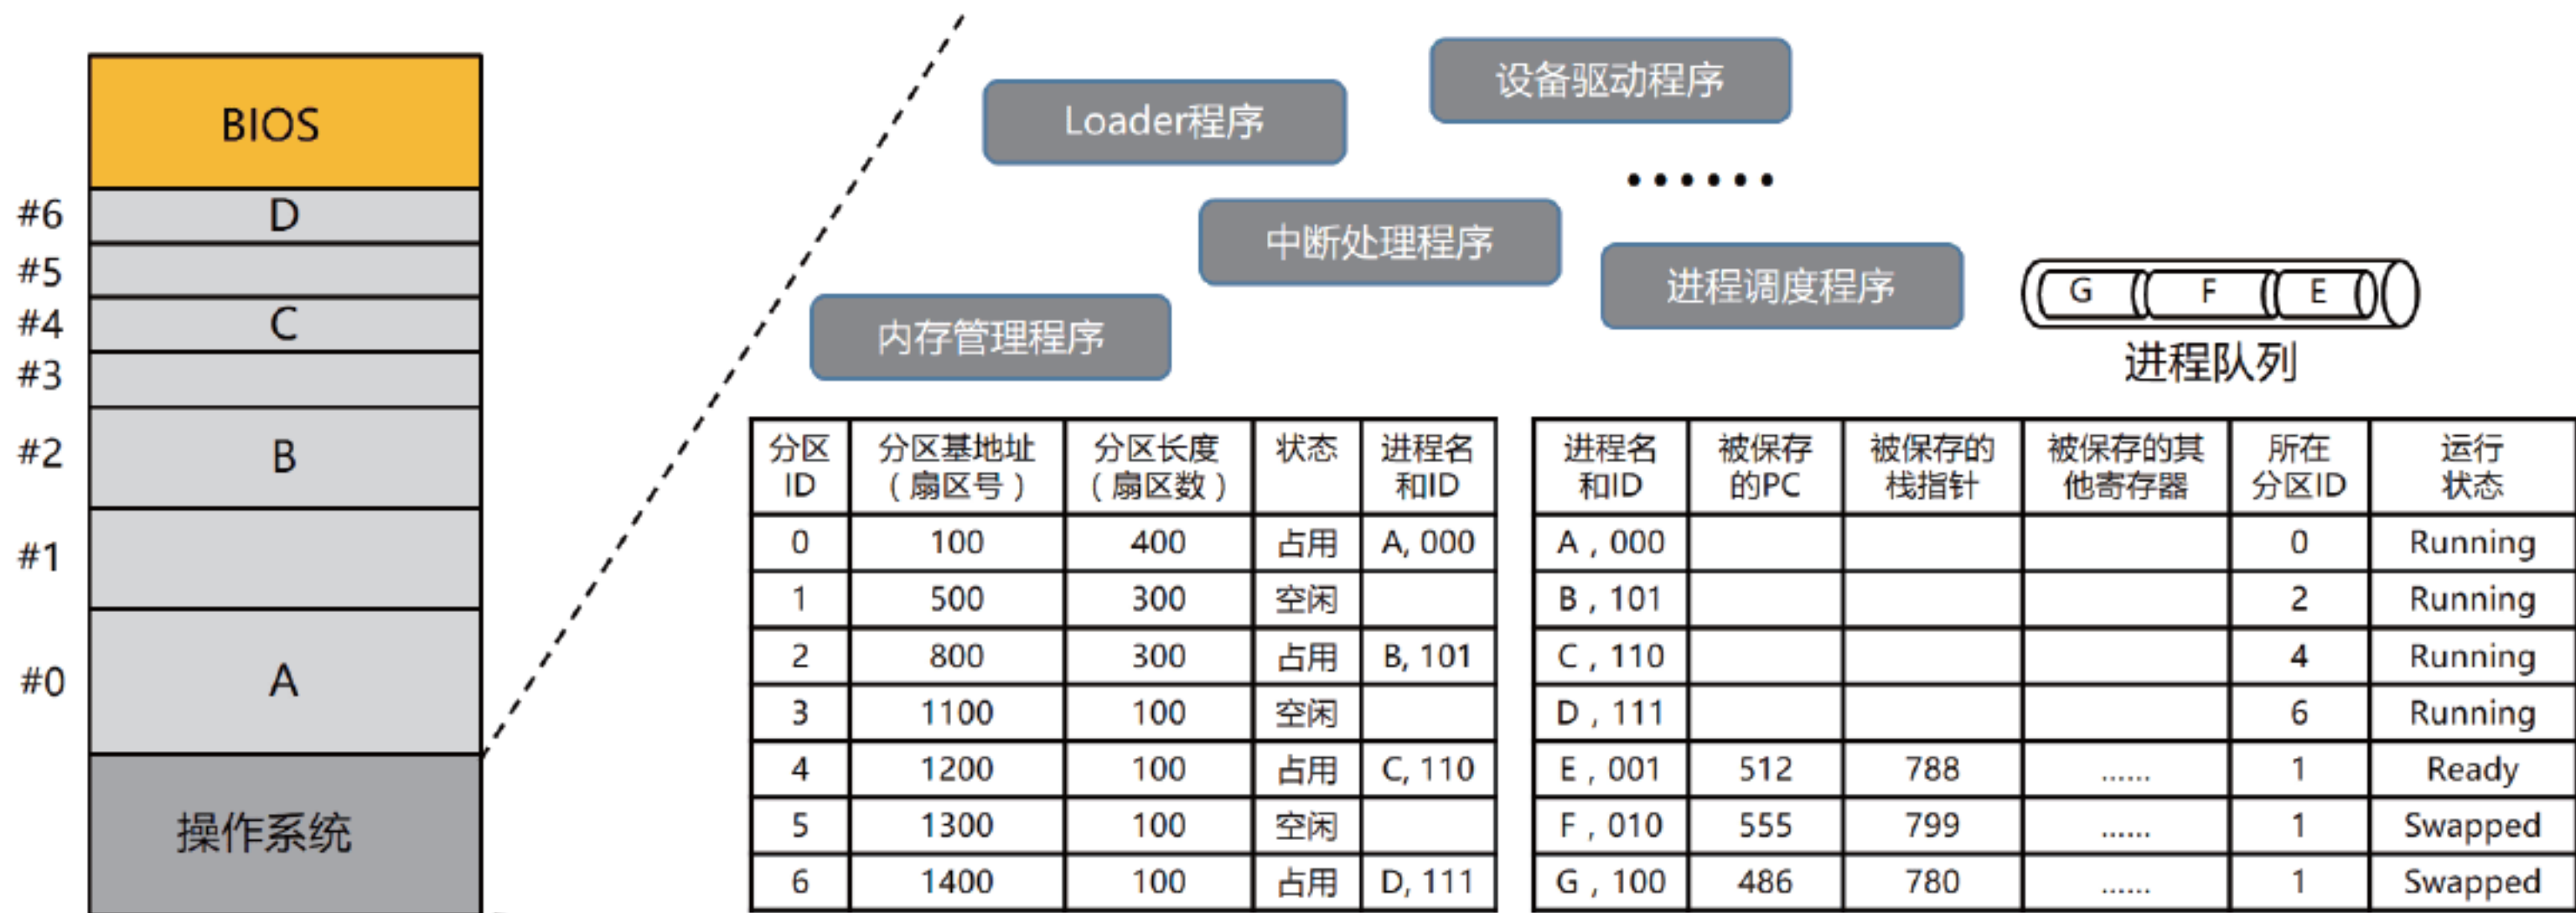 BIOS
#6
D
#5
#4
C
#3
#2
B
#1
#0
A
操作系统
Loader程序
设备驱动程序
······
中断处理程序
进程调度程序
内存管理程序
G F E
进程队列
分区ID 分区基地址（扇区号） 分区长度（扇区数） 状态 进程名和ID
0 100 400 占用 A, 000
1 500 300 空闲
2 800 300 占用 B, 101
3 1100 100 空闲
4 1200 100 占用 C, 110
5 1300 100 空闲
6 1400 100 占用 D, 111
进程名和ID 被保存的PC 被保存的栈指针 被保存的其他寄存器 所在分区ID 运行状态
A，000 0 Running
B，101 2 Running
C，110 4 Running
D，111 6 Running
E，001 512 788 …… 1 Ready
F，010 555 799 …… 1 Swapped
G，100 486 780 …… 1 Swapped